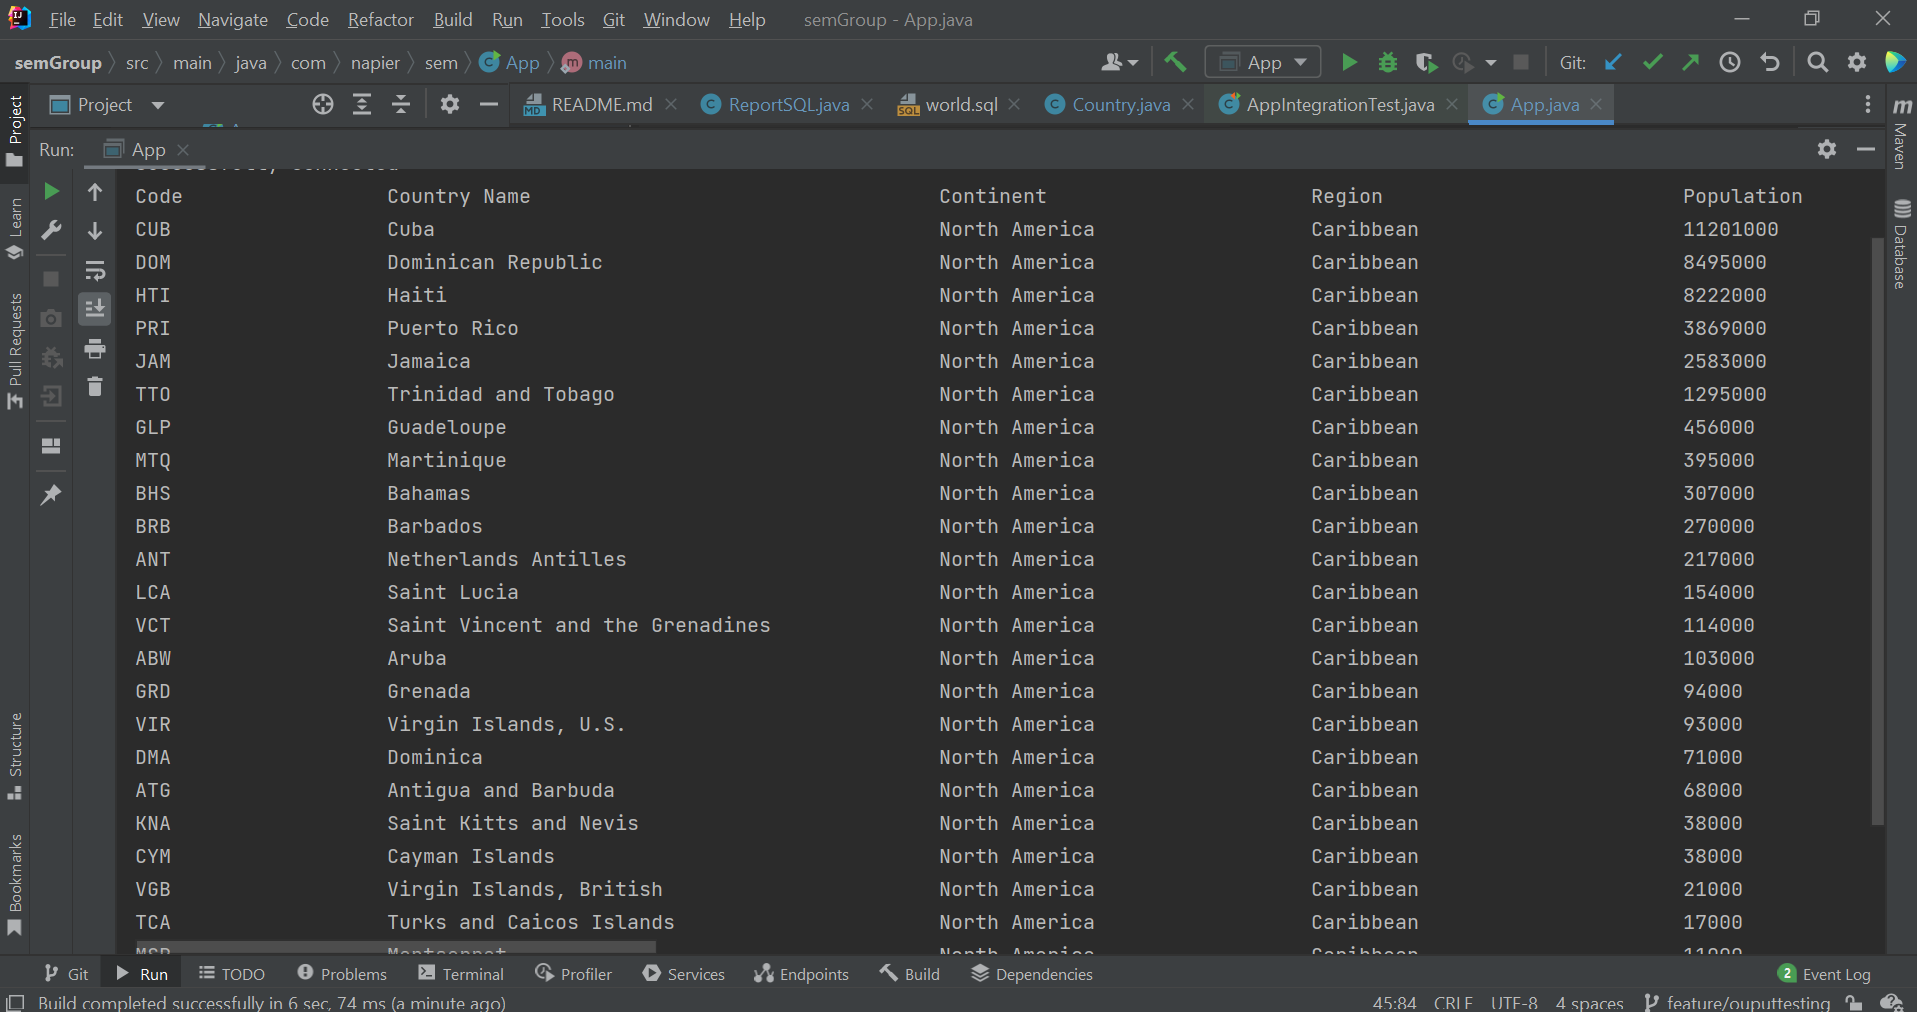 File Edit View Navigate Code Refactor Build Run Tools Git Window Help semGroup - App.java
semGroup src main java com napier sem App main App Git:
Project README.md ReportSQL.java world.sql Country.java AppIntegrationTest.java App.java
Run: App
Successfully connected
Code Country Name Continent Region Population
CUB Cuba North America Caribbean 11201000
DOM Dominican Republic North America Caribbean 8495000
HTI Haiti North America Caribbean 8222000
PRI Puerto Rico North America Caribbean 3869000
JAM Jamaica North America Caribbean 2583000
TTO Trinidad and Tobago North America Caribbean 1295000
GLP Guadeloupe North America Caribbean 456000
MTQ Martinique North America Caribbean 395000
BHS Bahamas North America Caribbean 307000
BRB Barbados North America Caribbean 270000
ANT Netherlands Antilles North America Caribbean 217000
LCA Saint Lucia North America Caribbean 154000
VCT Saint Vincent and the Grenadines North America Caribbean 114000
ABW Aruba North America Caribbean 103000
GRD Grenada North America Caribbean 94000
VIR Virgin Islands, U.S. North America Caribbean 93000
DMA Dominica North America Caribbean 71000
ATG Antigua and Barbuda North America Caribbean 68000
KNA Saint Kitts and Nevis North America Caribbean 38000
CYM Cayman Islands North America Caribbean 38000
VGB Virgin Islands, British North America Caribbean 21000
TCA Turks and Caicos Islands North America Caribbean 17000
MSR Montserrat North America Caribbean 11000
Git Run TODO Problems Terminal Profiler Services Endpoints Build Dependencies 2 Event Log
Build completed successfully in 6 sec, 74 ms (a minute ago) 45:84 CRLF UTF-8 4 spaces feature/ouputtesting
Project
Learn
Pull Requests
Structure
Bookmarks
m Maven
Database